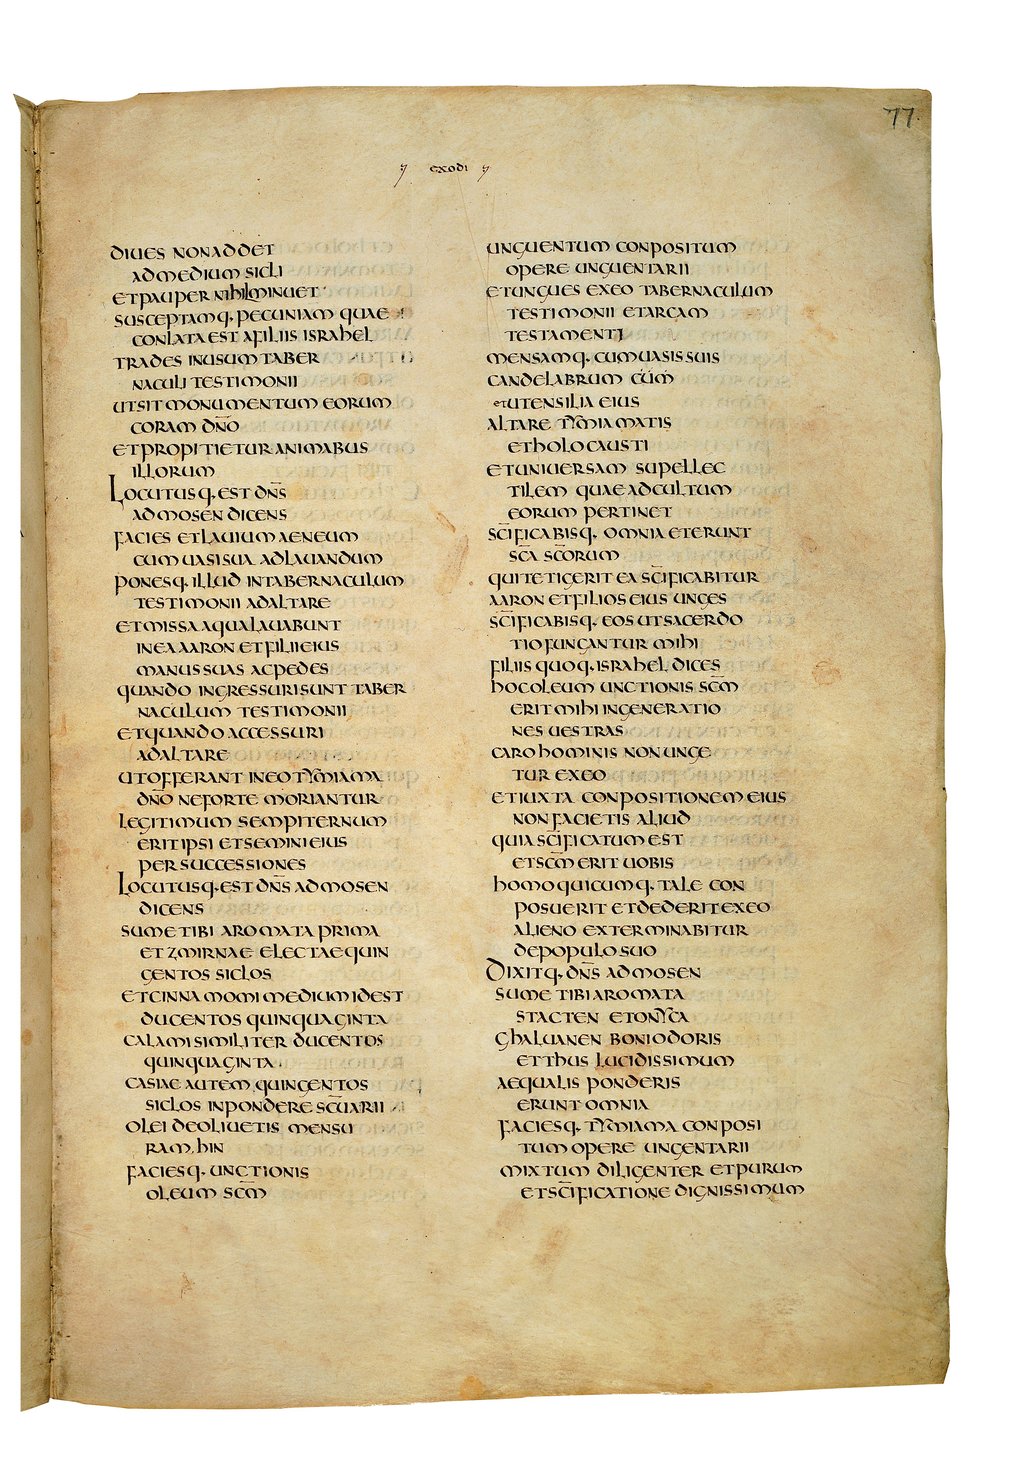 77
exodi
diues non addet
ad medium sicli
et pauper nihil minuet
susceptamq. pecuniam quae
conlata est a filiis israhel
trades in usum taber
naculi testimonii
ut sit monumentum eorum
coram dno
et propitietur animabus
illorum
Locutusq. est dns
ad mosen dicens
facies et lauium aeneum
cum ua si sua ad lauandum
ponesq. illud in tabernaculum
testimonii ad altare
et missa aqua lauabunt
in ea aaron et filii eius
manus suas ac pedes
quando ingressuri sunt taber
naculum testimonii
et quando accessuri
ad altare
ut offerant in eo tymiama
dno ne forte moriantur
legitimum sempiternum
erit ipsi et semini eius
per successiones
Locutusq. est dns ad mosen
dicens
sume tibi aromata prima
et zmirnae electae quin
gentos siclos
et cinnamomi medium id est
ducentos quinquaginta
calami similiter ducentos
quinquaginta
casiae autem quingentos
siclos in pondere scuarii
olei de oliuetis mensu
ram hin
faciesq. unctionis
oleum scm
unguentum conpositum
opere unguentarii
et ungues ex eo tabernaculum
testimonii et arcam
testamenti
mensamq. cum uasis suis
candelabrum cum
et utensilia eius
altare tymiamatis
et holocausti
et uniuersam supellec
tilem quae ad cultum
eorum pertinet
scificabisq. omnia et erunt
sca scorum
qui tetigerit ea scificabitur
aaron et filios eius unges
scificabisq. eos ut sacerdo
tio fungantur mihi
filiis quoq. israhel dices
hoc oleum unctionis scm
erit mihi in generatio
nes uestras
caro hominis non unge
tur ex eo
et iuxta conpositionem eius
non facietis aliud
quia scificatum est
et scm erit uobis
homo quicumq. tale con
posuerit et dederit ex eo
alieno exterminabitur
de populo suo
Dixitq. dns ad mosen
sume tibi aromata
stacten et onyca
ghaluanen boni odoris
et thus lucidissimum
aequalis ponderis
erunt omnia
faciesq. tymiama conposi
tum opere ungentarii
mixtum diligenter et purum
et scificatione dignissimum